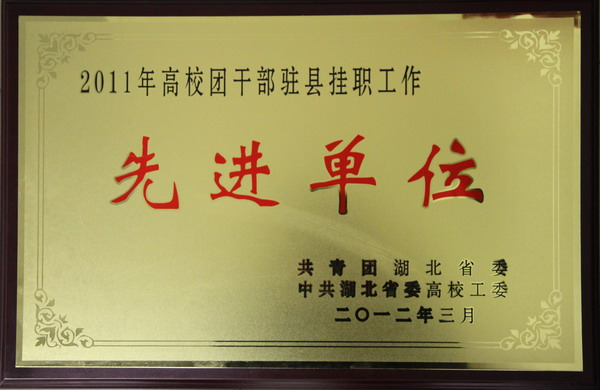 2011年高校团干部驻县挂职工作
先进单位
共青团湖北省委
中共湖北省委高校工委
二〇一二年三月